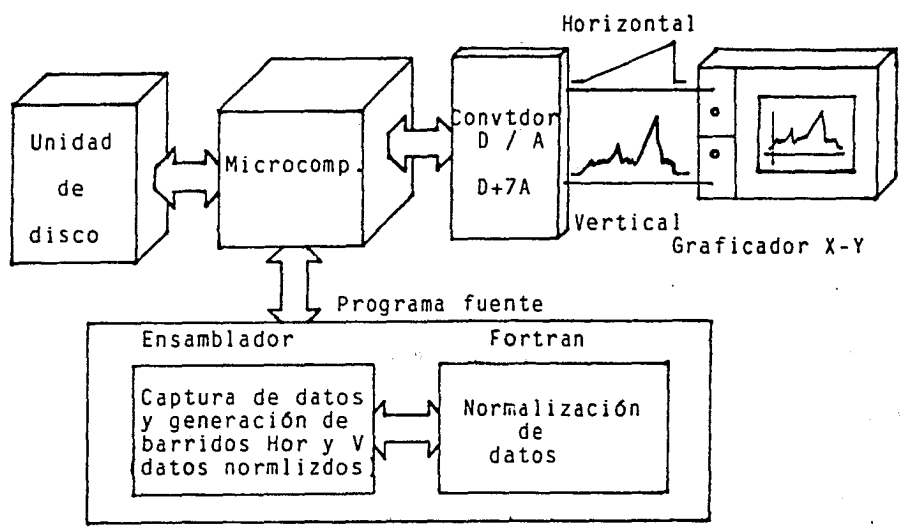 Horizontal
Unidad
de
disco
Microcomp.
Convtdor
D / A
D+7A
Vertical
Graficador X-Y
Programa fuente
Ensamblador
Fortran
Captura de datos
y generación de
barridos Hor y V
datos normlizdos
Normalización
de
datos